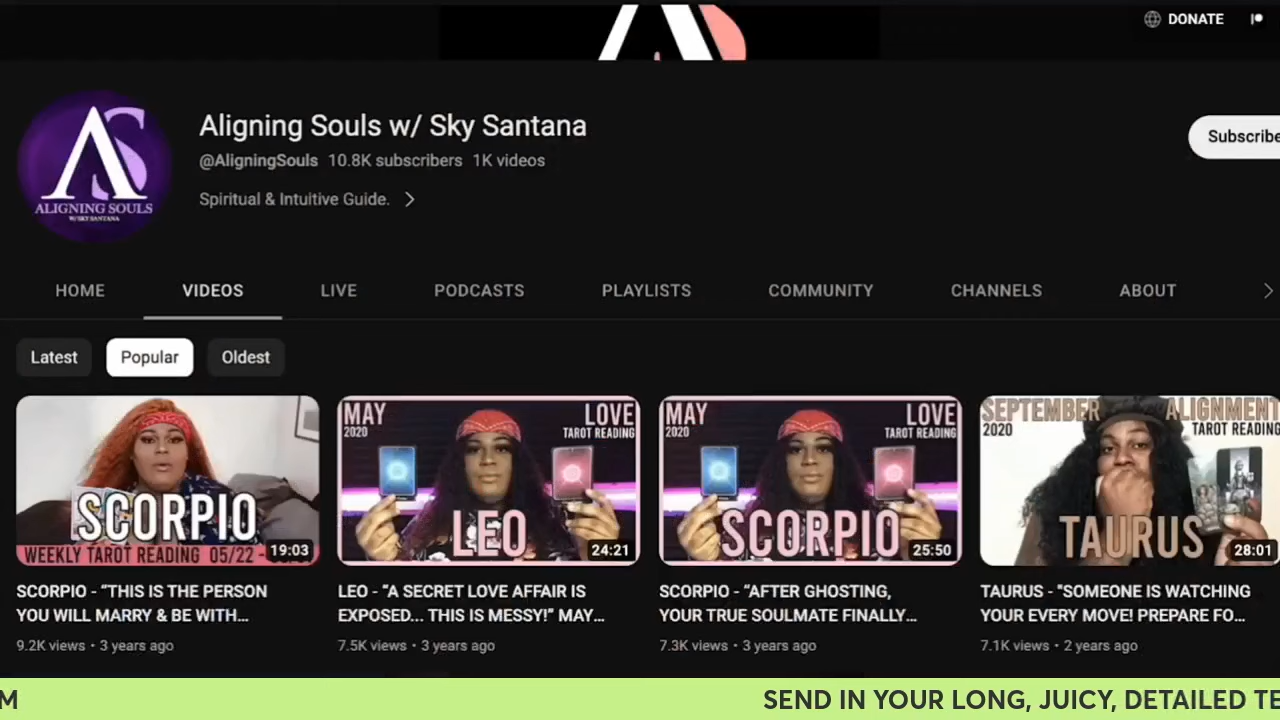 DONATE
Aligning Souls w/ Sky Santana
@AligningSouls 10.8K subscribers 1K videos
Subscribe
Spiritual & Intuitive Guide.
AS
ALIGNING SOULS
W/ SKY SANTANA
HOME VIDEOS LIVE PODCASTS PLAYLISTS COMMUNITY CHANNELS ABOUT
Latest Popular Oldest
SCORPIO
WEEKLY TAROT READING 05/22 -
19:03
MAY
2020
LOVE
TAROT READING
LEO
24:21
MAY
2020
LOVE
TAROT READING
SCORPIO
25:50
SEPTEMBER
2020
ALIGNMENT
TAROT READING
TAURUS
28:01
SCORPIO - “THIS IS THE PERSON
YOU WILL MARRY & BE WITH...
9.2K views • 3 years ago
LEO - “A SECRET LOVE AFFAIR IS
EXPOSED... THIS IS MESSY!” MAY...
7.5K views • 3 years ago
SCORPIO - “AFTER GHOSTING,
YOUR TRUE SOULMATE FINALLY...
7.3K views • 3 years ago
TAURUS - "SOMEONE IS WATCHING
YOUR EVERY MOVE! PREPARE FO...
7.1K views • 2 years ago
M SEND IN YOUR LONG, JUICY, DETAILED TE